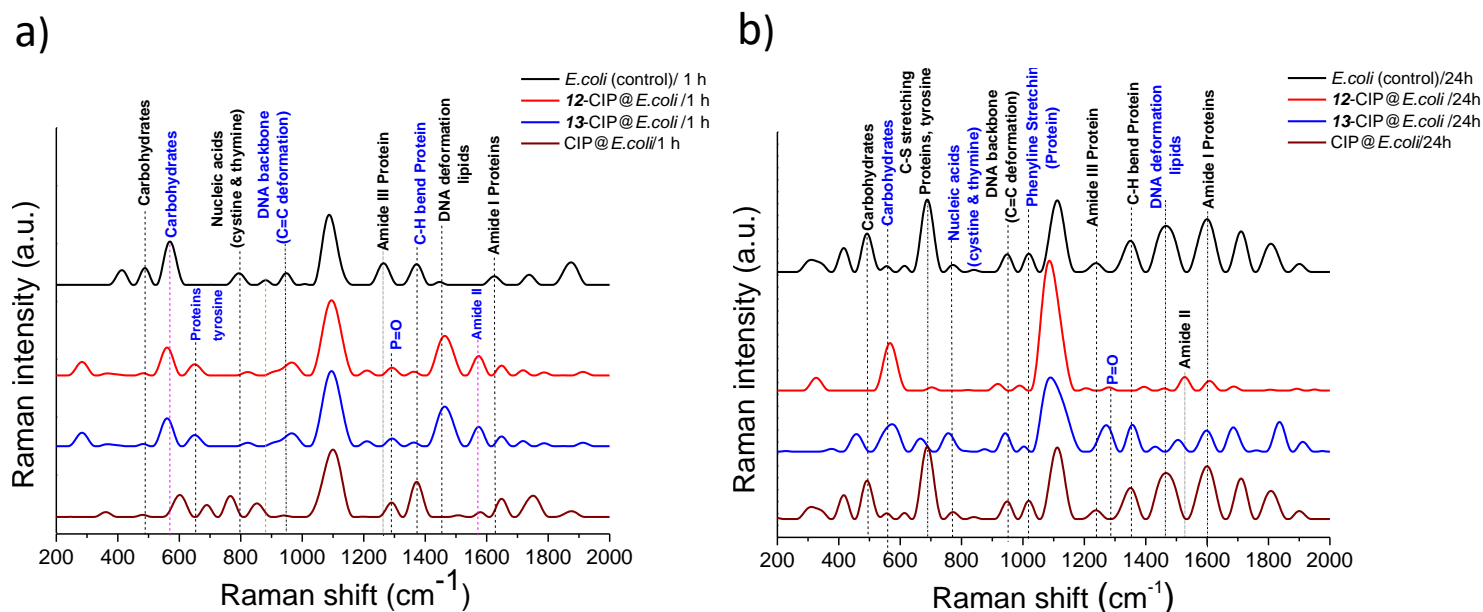 a)
E.coli (control)/ 1 h
12-CIP@E.coli /1 h
13-CIP@E.coli /1 h
CIP@E.coli/1 h
Carbohydrates
Carbohydrates
Proteins
tyrosine
Nucleic acids
(cystine & thymine)
DNA backbone
(C=C deformation)
Amide III Protein
P=O
C-H bend Protein
DNA deformation
lipids
Amide II
Amide I Proteins
Raman intensity (a.u.)
200 400 600 800 1000 1200 1400 1600 1800 2000
Raman shift (cm-1)
b)
E.coli (control)/24h
12-CIP@E.coli /24h
13-CIP@E.coli /24h
CIP@E.coli/24h
Carbohydrates
Carbohydrates
C-S stretching
Proteins, tyrosine
Nucleic acids
(cystine & thymine)
DNA backbone
(C=C deformation)
Phenyline Stretchin
(Protein)
Amide III Protein
P=O
C-H bend Protein
DNA deformation
lipids
Amide II
Amide I Proteins
Raman intensity (a.u.)
200 400 600 800 1000 1200 1400 1600 1800 2000
Raman shift (cm-1)